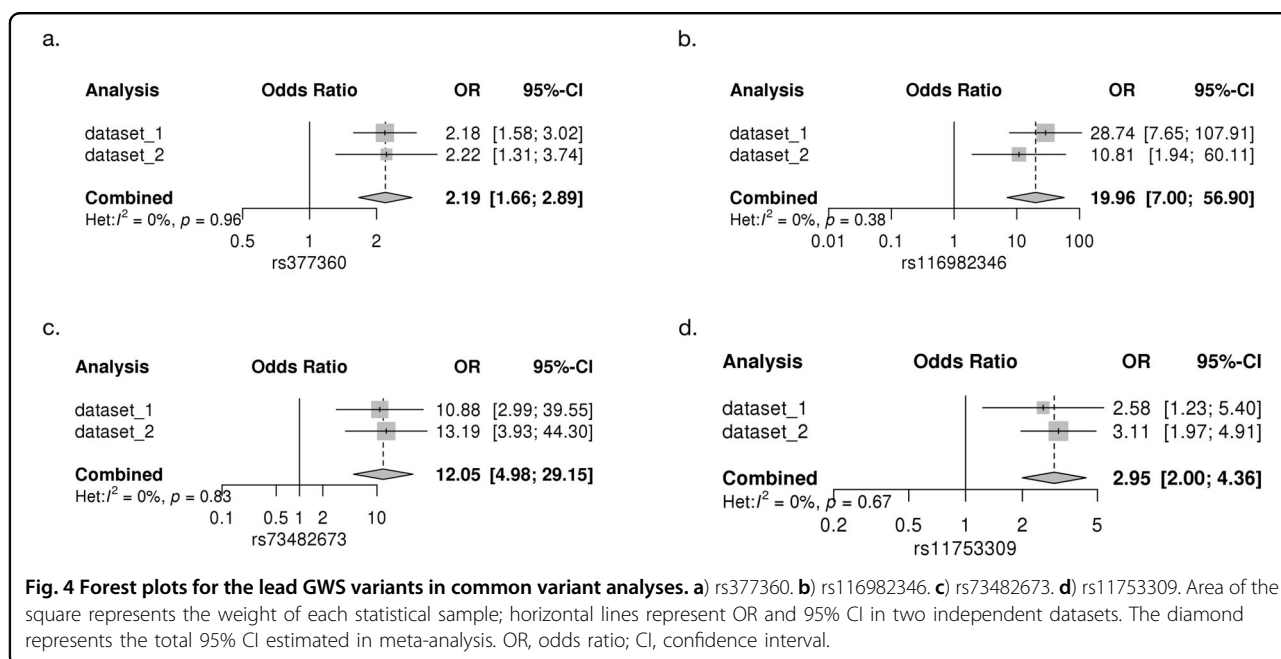 a.
Analysis Odds Ratio OR 95%-CI
dataset_1 2.18 [1.58; 3.02]
dataset_2 2.22 [1.31; 3.74]
Combined 2.19 [1.66; 2.89]
Het: I² = 0%, p = 0.96
0.5 1 2
rs377360
b.
Analysis Odds Ratio OR 95%-CI
dataset_1 28.74 [7.65; 107.91]
dataset_2 10.81 [1.94; 60.11]
Combined 19.96 [7.00; 56.90]
Het: I² = 0%, p = 0.38
0.01 0.1 1 10 100
rs116982346
c.
Analysis Odds Ratio OR 95%-CI
dataset_1 10.88 [2.99; 39.55]
dataset_2 13.19 [3.93; 44.30]
Combined 12.05 [4.98; 29.15]
Het: I² = 0%, p = 0.83
0.1 0.5 1 2 10
rs73482673
d.
Analysis Odds Ratio OR 95%-CI
dataset_1 2.58 [1.23; 5.40]
dataset_2 3.11 [1.97; 4.91]
Combined 2.95 [2.00; 4.36]
Het: I² = 0%, p = 0.67
0.2 0.5 1 2 5
rs11753309
Fig. 4 Forest plots for the lead GWS variants in common variant analyses. a) rs377360. b) rs116982346. c) rs73482673. d) rs11753309. Area of the
square represents the weight of each statistical sample; horizontal lines represent OR and 95% CI in two independent datasets. The diamond
represents the total 95% CI estimated in meta-analysis. OR, odds ratio; CI, confidence interval.